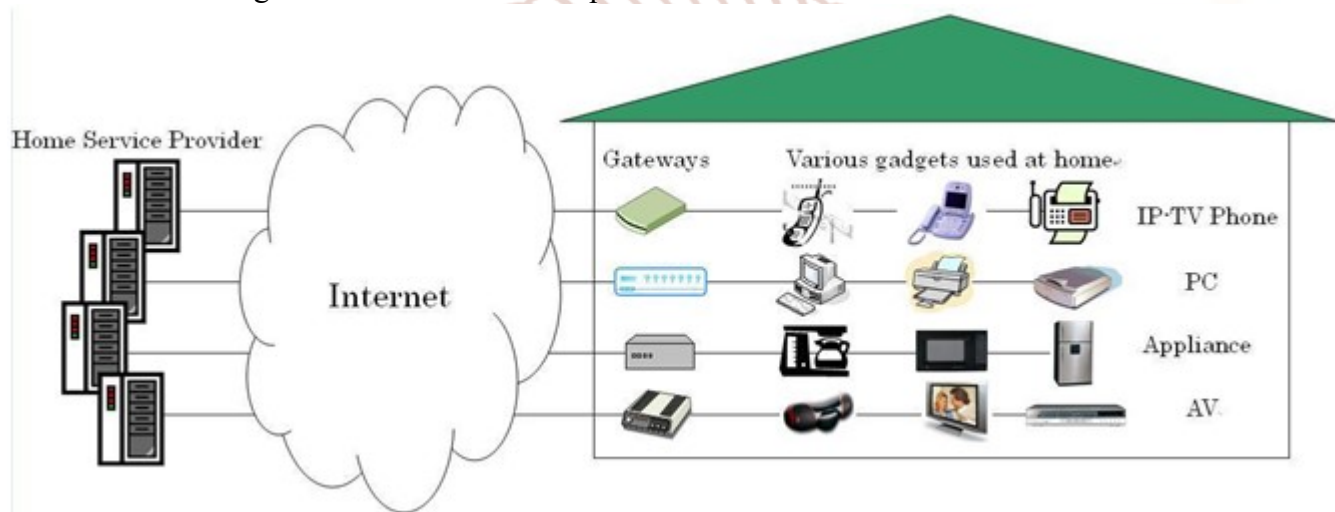 Home Service Provider
Internet
Gateways
Various gadgets used at home
IP-TV Phone
PC
Appliance
AV